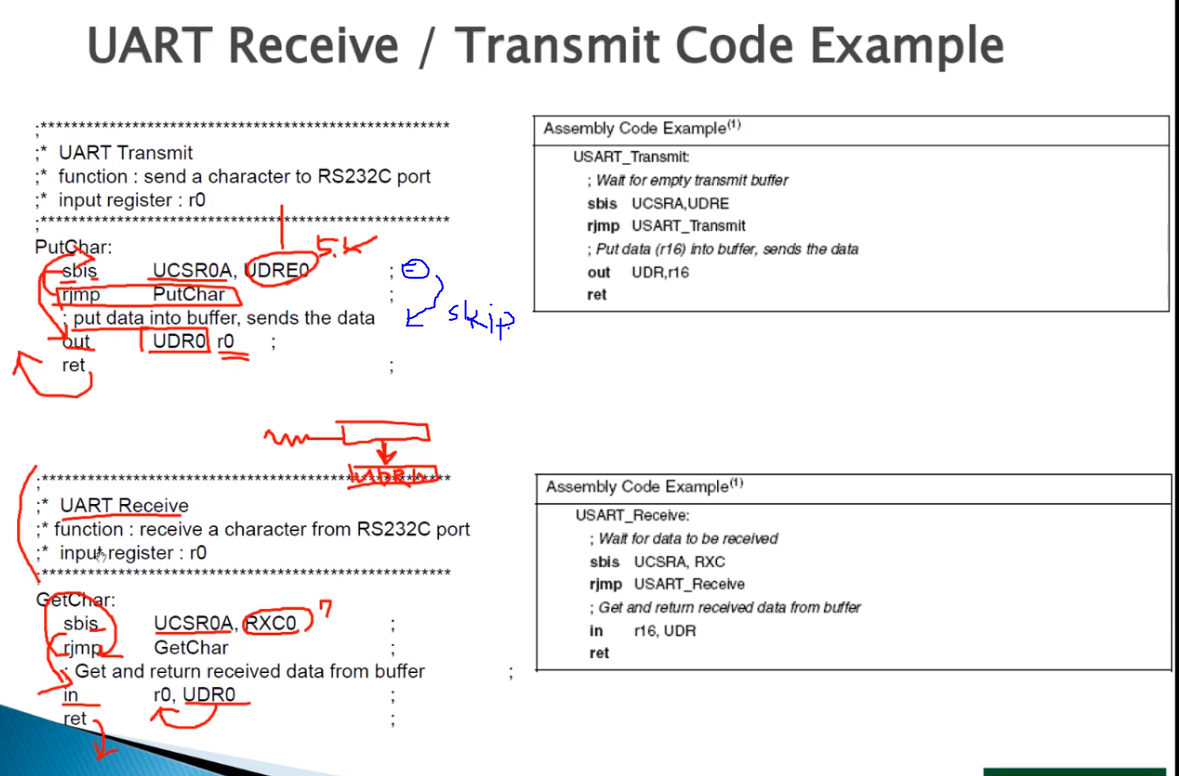 UART Receive / Transmit Code Example
;**************************************************
;* UART Transmit
;* function : send a character to RS232C port
;* input register : r0
;**************************************************
PutChar:
sbis UCSR0A, UDRE0 ;
rjmp PutChar ;
; put data into buffer, sends the data
out UDR0 r0 ;
ret ;
skip
;**************************************************
;* UART Receive
;* function : receive a character from RS232C port
;* input register : r0
;**************************************************
GetChar:
sbis UCSR0A, RXC0 ;
7
rjmp GetChar ;
; Get and return received data from buffer ;
in r0, UDR0 ;
ret ;
Assembly Code Example(1)
USART_Transmit:
; Wait for empty transmit buffer
sbis UCSRA,UDRE
rjmp USART_Transmit
; Put data (r16) into buffer, sends the data
out UDR,r16
ret
Assembly Code Example(1)
USART_Receive:
; Wait for data to be received
sbis UCSRA, RXC
rjmp USART_Receive
; Get and return received data from buffer
in r16, UDR
ret